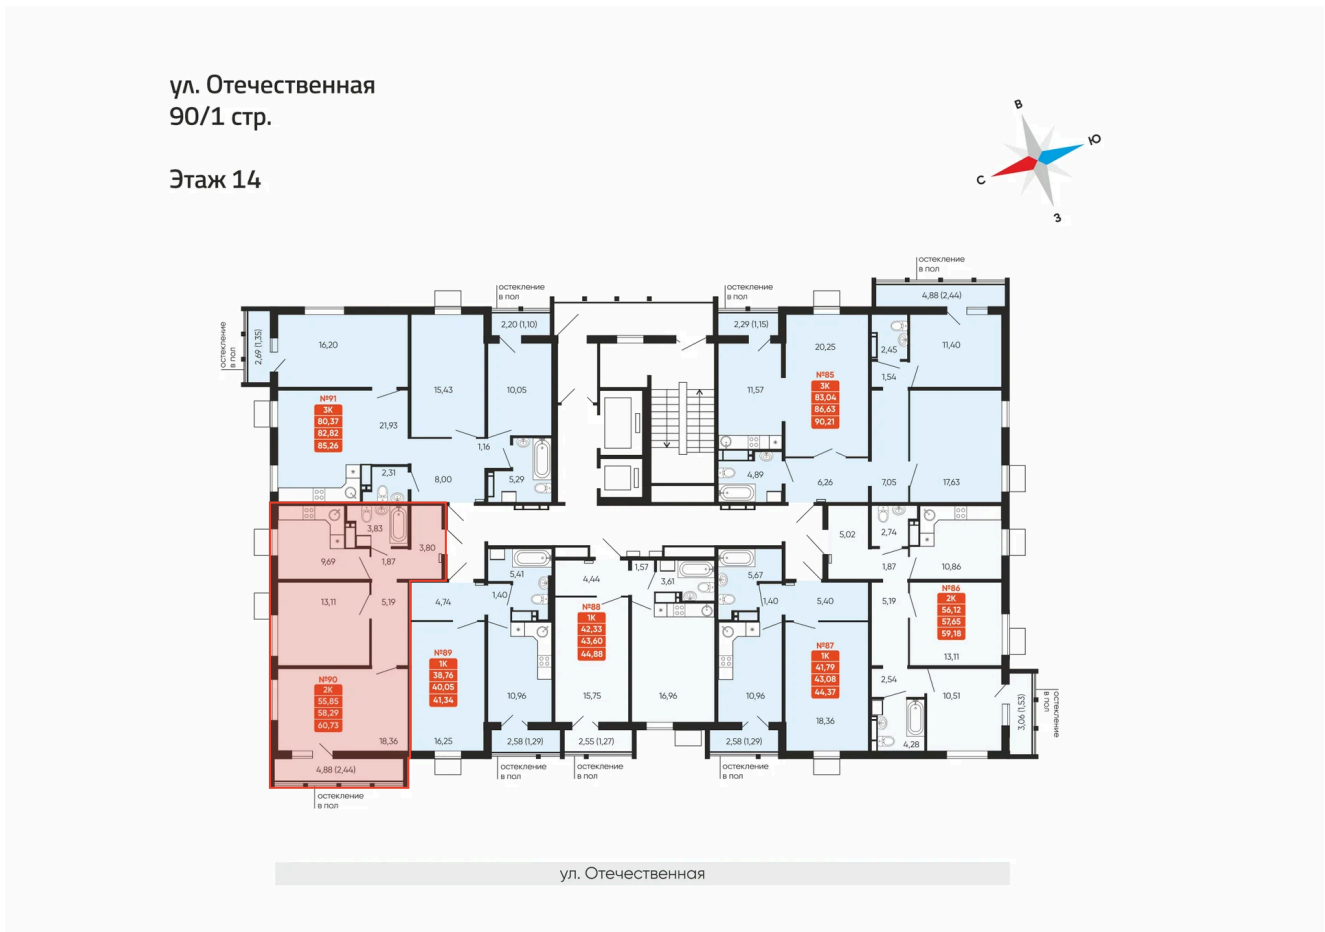 ул. Отечественная
90/1 стр.
Этаж 14
В
Ю
С
З
остекление
в пол
4,88 (2,44)
остекление
в пол
2,20 (1,10)
остекление
в пол
2,29 (1,15)
остекление
в пол
2,69 (1,35)
16,20
15,43
10,05
№91
3К
80,37
82,82
85,26
21,93
1,16
2,31
8,00
5,29
11,57
20,25
№85
3К
83,04
86,63
90,21
2,45
1,54
11,40
4,89
6,26
7,05
17,63
3,83
9,69
1,87
3,80
13,11
5,19
№90
2К
55,85
58,29
60,73
18,36
4,88 (2,44)
остекление
в пол
4,74
№89
1К
38,76
40,05
41,34
16,25
5,41
1,40
10,96
2,58 (1,29)
остекление
в пол
4,44
1,57
3,61
№88
1К
42,33
43,60
44,88
15,75
16,96
2,55 (1,27)
остекление
в пол
5,67
1,40
5,40
10,96
№87
1К
41,79
43,08
44,37
18,36
2,58 (1,29)
остекление
в пол
5,02
2,74
1,87
10,86
5,19
№86
2К
56,12
57,65
59,18
13,11
2,54
10,51
4,28
3,06 (1,53)
остекление
в пол
ул. Отечественная